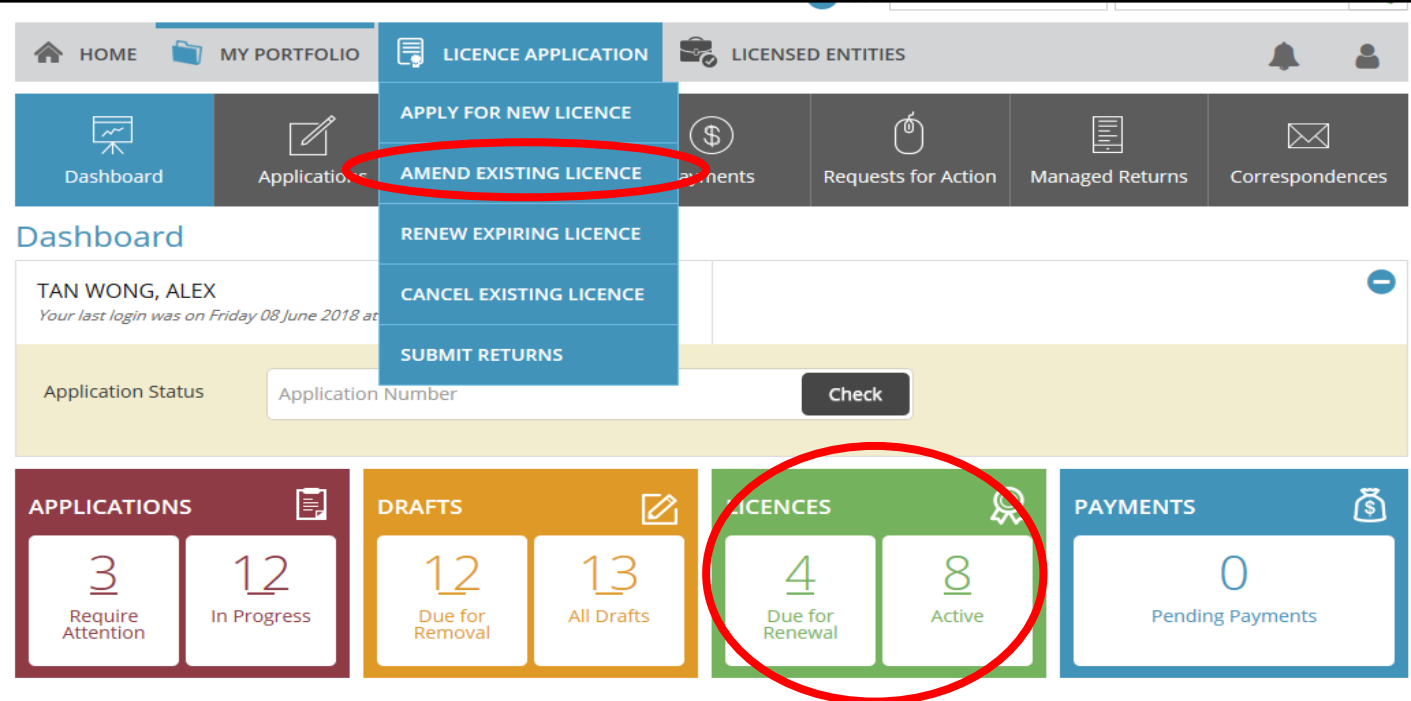 HOME
MY PORTFOLIO
LICENCE APPLICATION
LICENSED ENTITIES
APPLY FOR NEW LICENCE
AMEND EXISTING LICENCE
RENEW EXPIRING LICENCE
CANCEL EXISTING LICENCE
SUBMIT RETURNS
Dashboard
Applications
Requests for Action
Managed Returns
Correspondences
Dashboard
TAN WONG, ALEX
Your last login was on Friday 08 June 2018 at
Application Status
Application Number
Check
APPLICATIONS
3
Require
Attention
12
In Progress
DRAFTS
12
Due for
Removal
13
All Drafts
LICENCES
4
Due for
Renewal
8
Active
PAYMENTS
0
Pending Payments